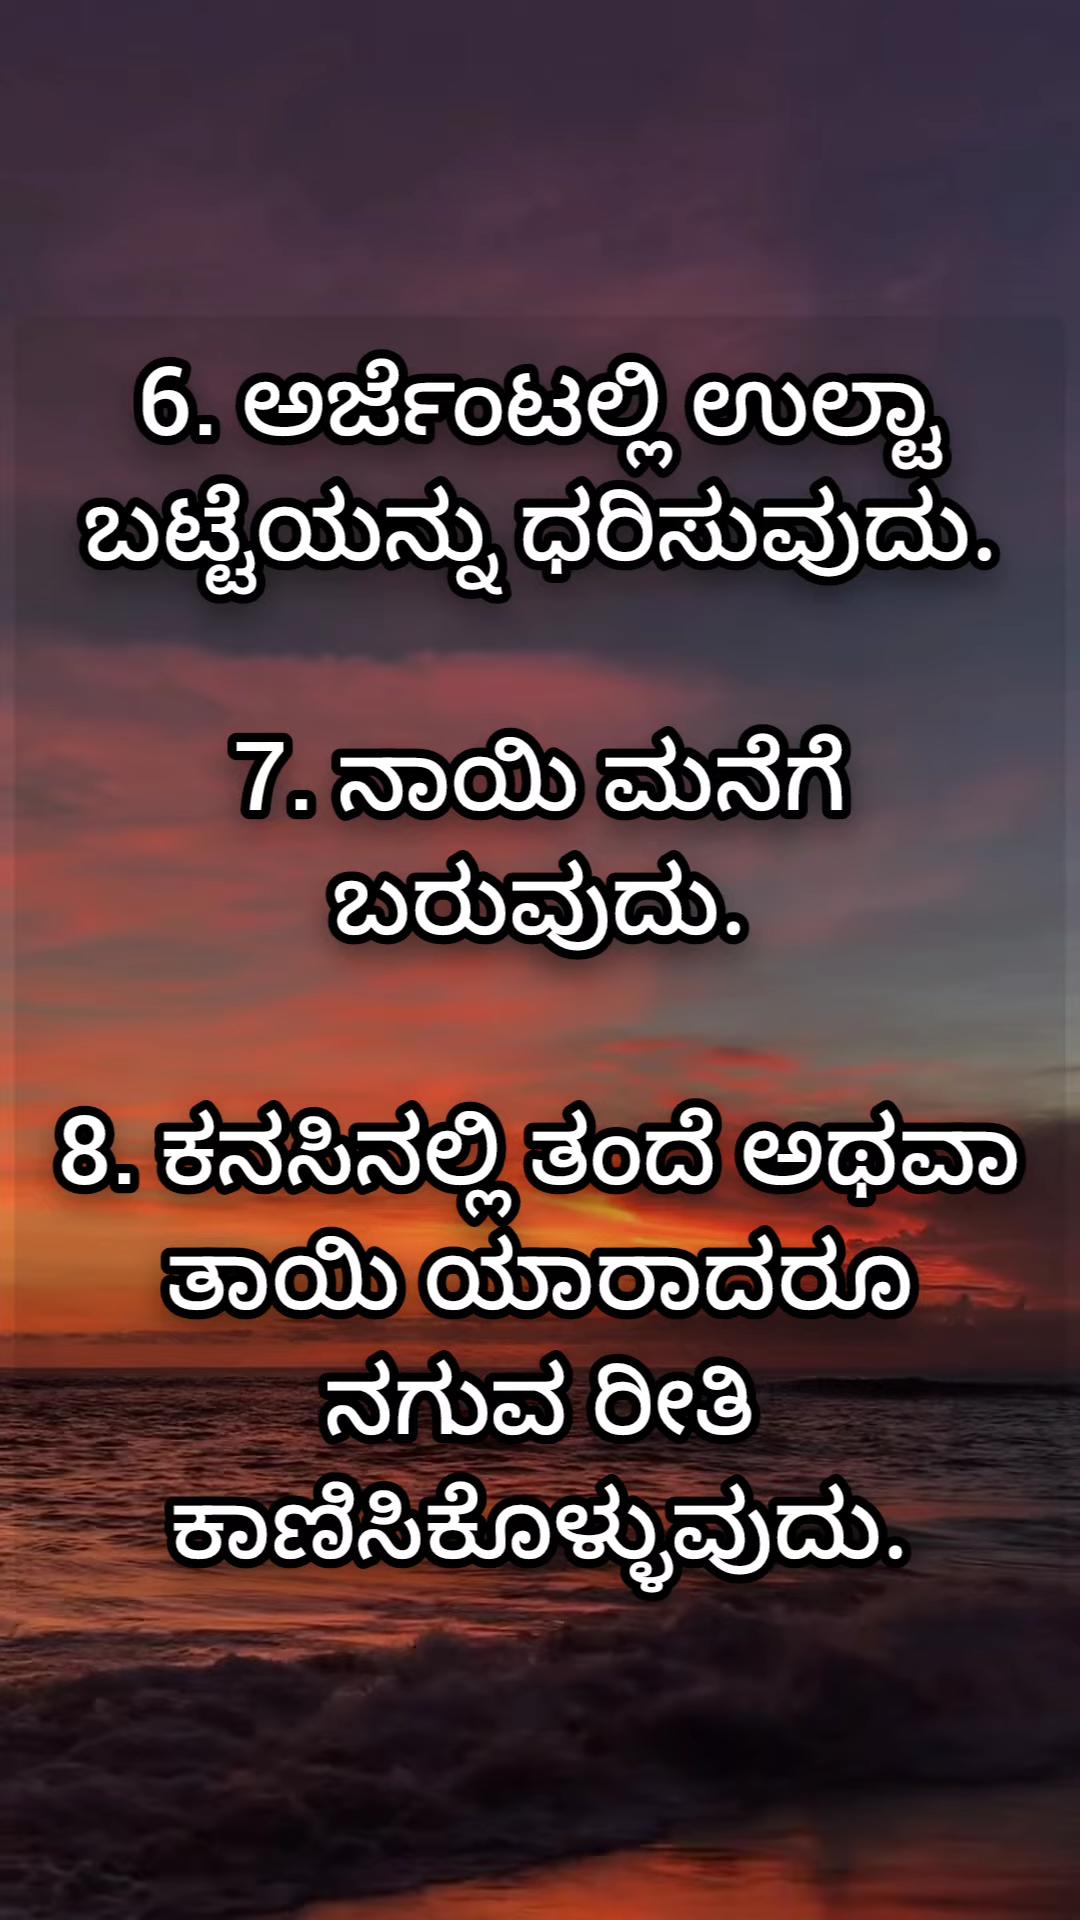 6. ಅರ್ಜೆಂಟಲ್ಲಿ ಉಲ್ಟಾ
ಬಟ್ಟೆಯನ್ನು ಧರಿಸುವುದು.
7. ನಾಯಿ ಮನೆಗೆ
ಬರುವುದು.
8. ಕನಸಿನಲ್ಲಿ ತಂದೆ ಅಥವಾ
ತಾಯಿ ಯಾರಾದರೂ
ನಗುವ ರೀತಿ
ಕಾಣಿಸಿಕೊಳ್ಳುವುದು.